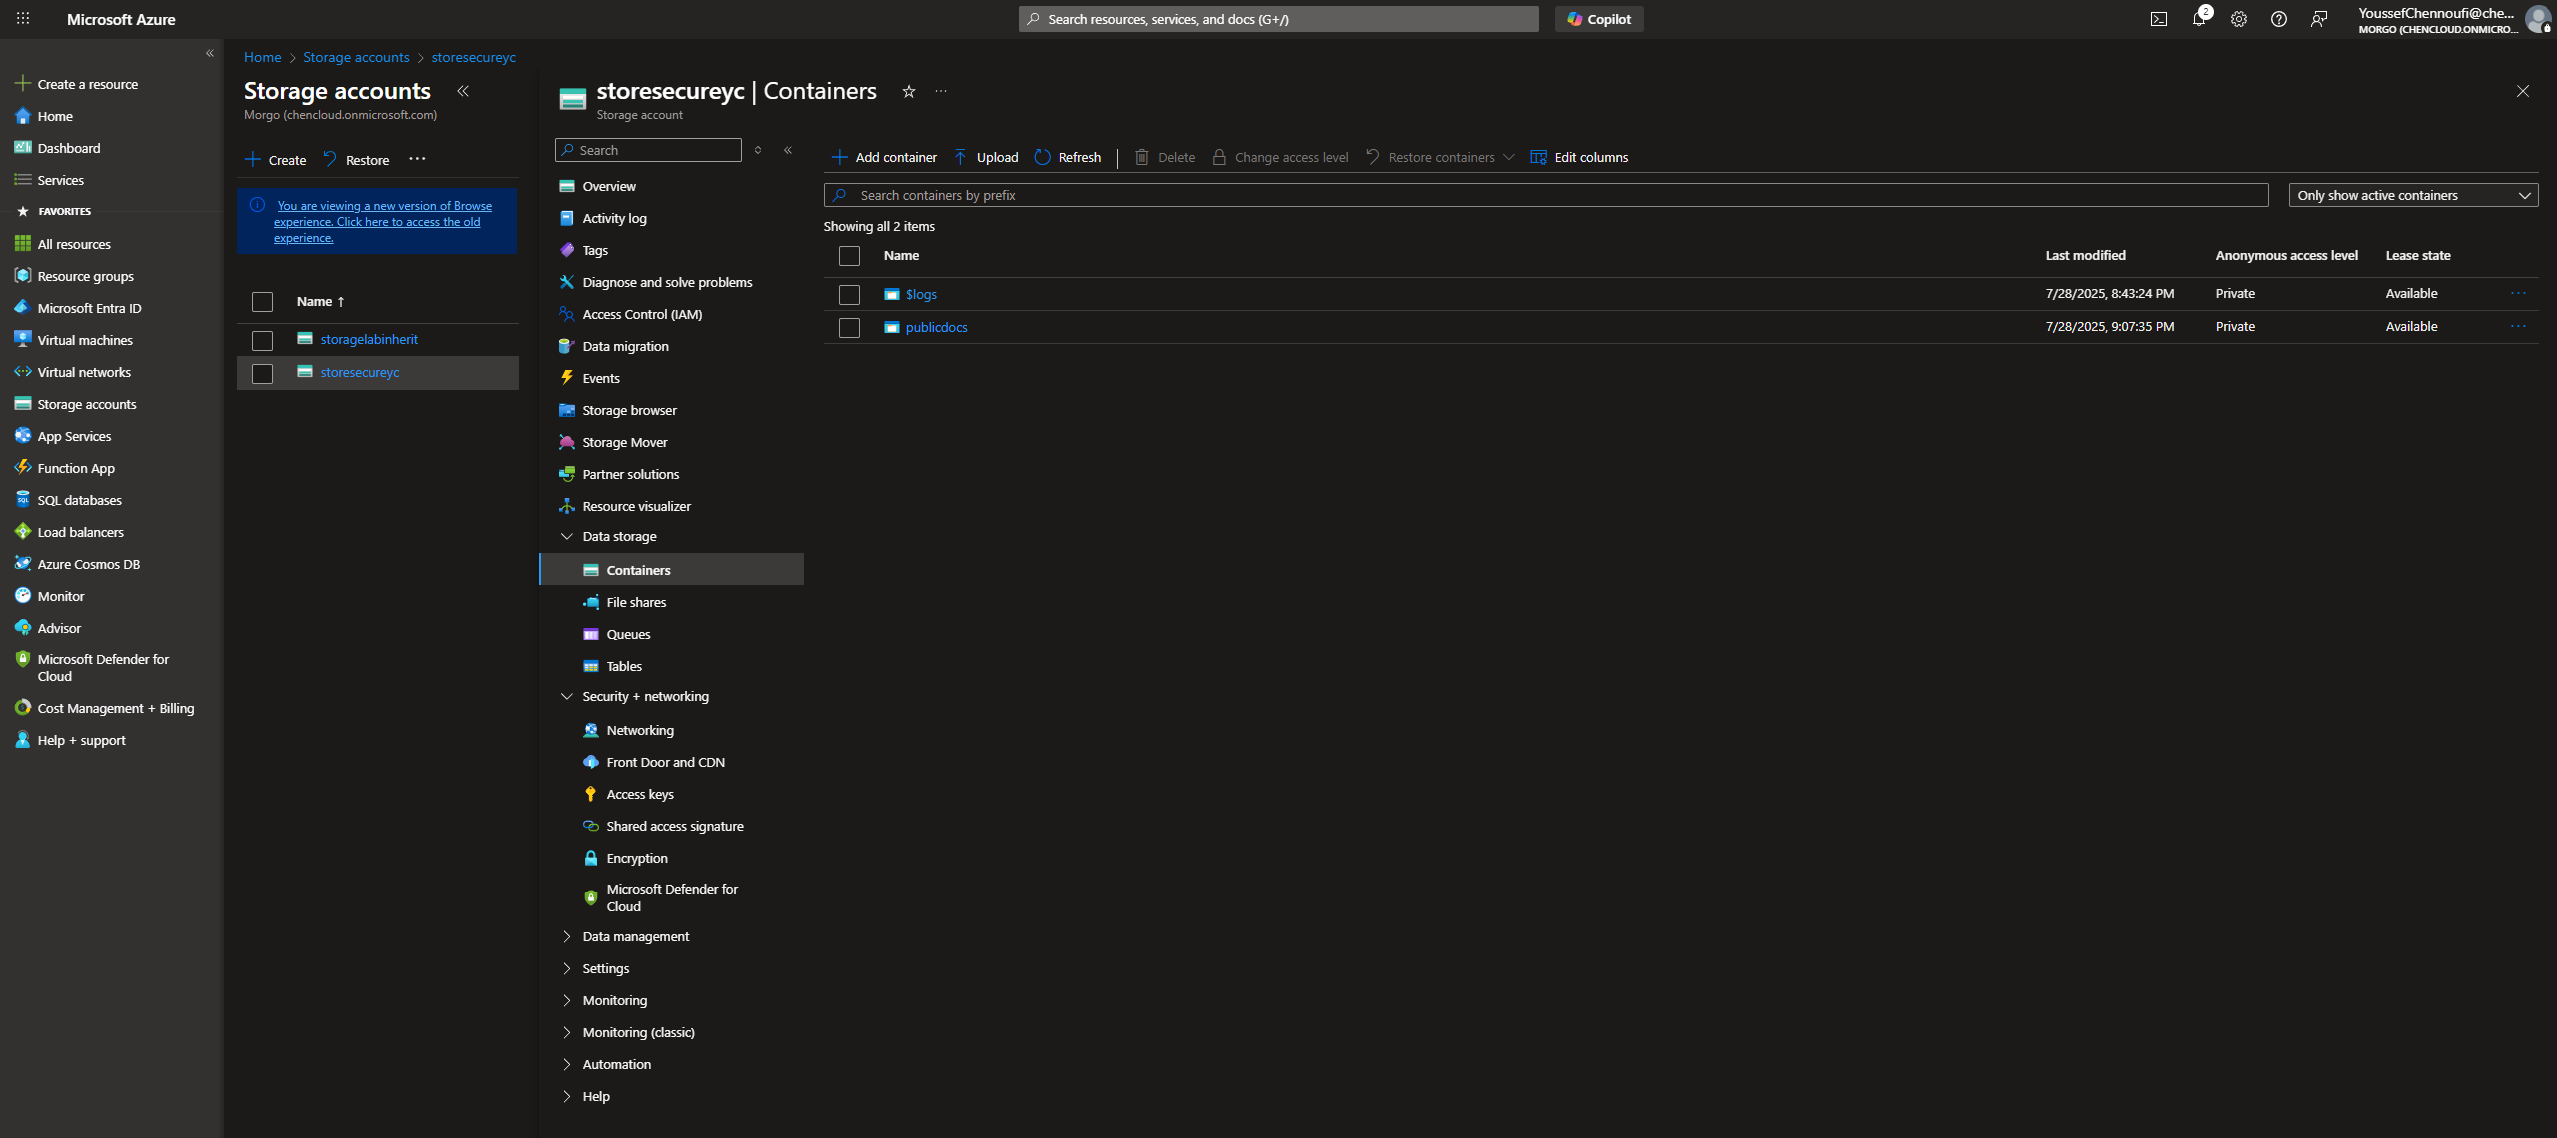 Microsoft Azure
Search resources, services, and docs (G+/)
Copilot
2
YoussefChennoufi@che...
MORGO (CHENCLOUD.ONMICRO...
Create a resource
Home
Dashboard
Services
FAVORITES
All resources
Resource groups
Microsoft Entra ID
Virtual machines
Virtual networks
Storage accounts
App Services
Function App
SQL databases
Load balancers
Azure Cosmos DB
Monitor
Advisor
Microsoft Defender for
Cloud
Cost Management + Billing
Help + support
Home > Storage accounts > storesecureyc
Storage accounts
Morgo (chencloud.onmicrosoft.com)
Create
Restore
You are viewing a new version of Browse
experience. Click here to access the old
experience.
Name ↑
storagelabinherit
storesecureyc
storesecureyc | Containers
Storage account
Search
Overview
Activity log
Tags
Diagnose and solve problems
Access Control (IAM)
Data migration
Events
Storage browser
Storage Mover
Partner solutions
Resource visualizer
Data storage
Containers
File shares
Queues
Tables
Security + networking
Networking
Front Door and CDN
Access keys
Shared access signature
Encryption
Microsoft Defender for
Cloud
Data management
Settings
Monitoring
Monitoring (classic)
Automation
Help
Add container
Upload
Refresh
Delete
Change access level
Restore containers
Edit columns
Search containers by prefix
Only show active containers
Showing all 2 items
Name Last modified Anonymous access level Lease state
$logs 7/28/2025, 8:43:24 PM Private Available
publicdocs 7/28/2025, 9:07:35 PM Private Available